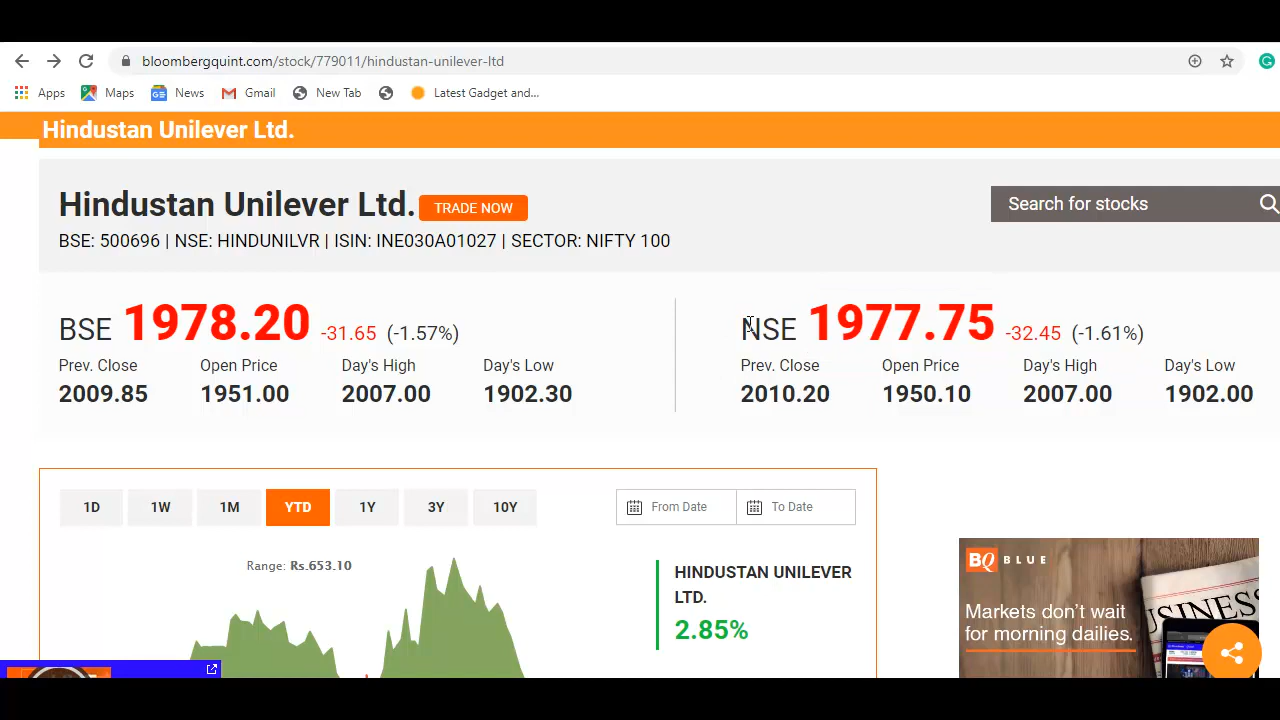 bloombergquint.com/stock/779011/hindustan-unilever-ltd
Apps Maps News Gmail New Tab Latest Gadget and...
Hindustan Unilever Ltd.
Hindustan Unilever Ltd. TRADE NOW
Search for stocks
BSE: 500696 | NSE: HINDUNILVR | ISIN: INE030A01027 | SECTOR: NIFTY 100
BSE 1978.20 -31.65 (-1.57%)
Prev. Close Open Price Day's High Day's Low
2009.85 1951.00 2007.00 1902.30
NSE 1977.75 -32.45 (-1.61%)
Prev. Close Open Price Day's High Day's Low
2010.20 1950.10 2007.00 1902.00
1D 1W 1M YTD 1Y 3Y 10Y From Date To Date
Range: Rs.653.10
HINDUSTAN UNILEVER
LTD.
2.85%
BQ BLUE
Markets don't wait
for morning dailies.